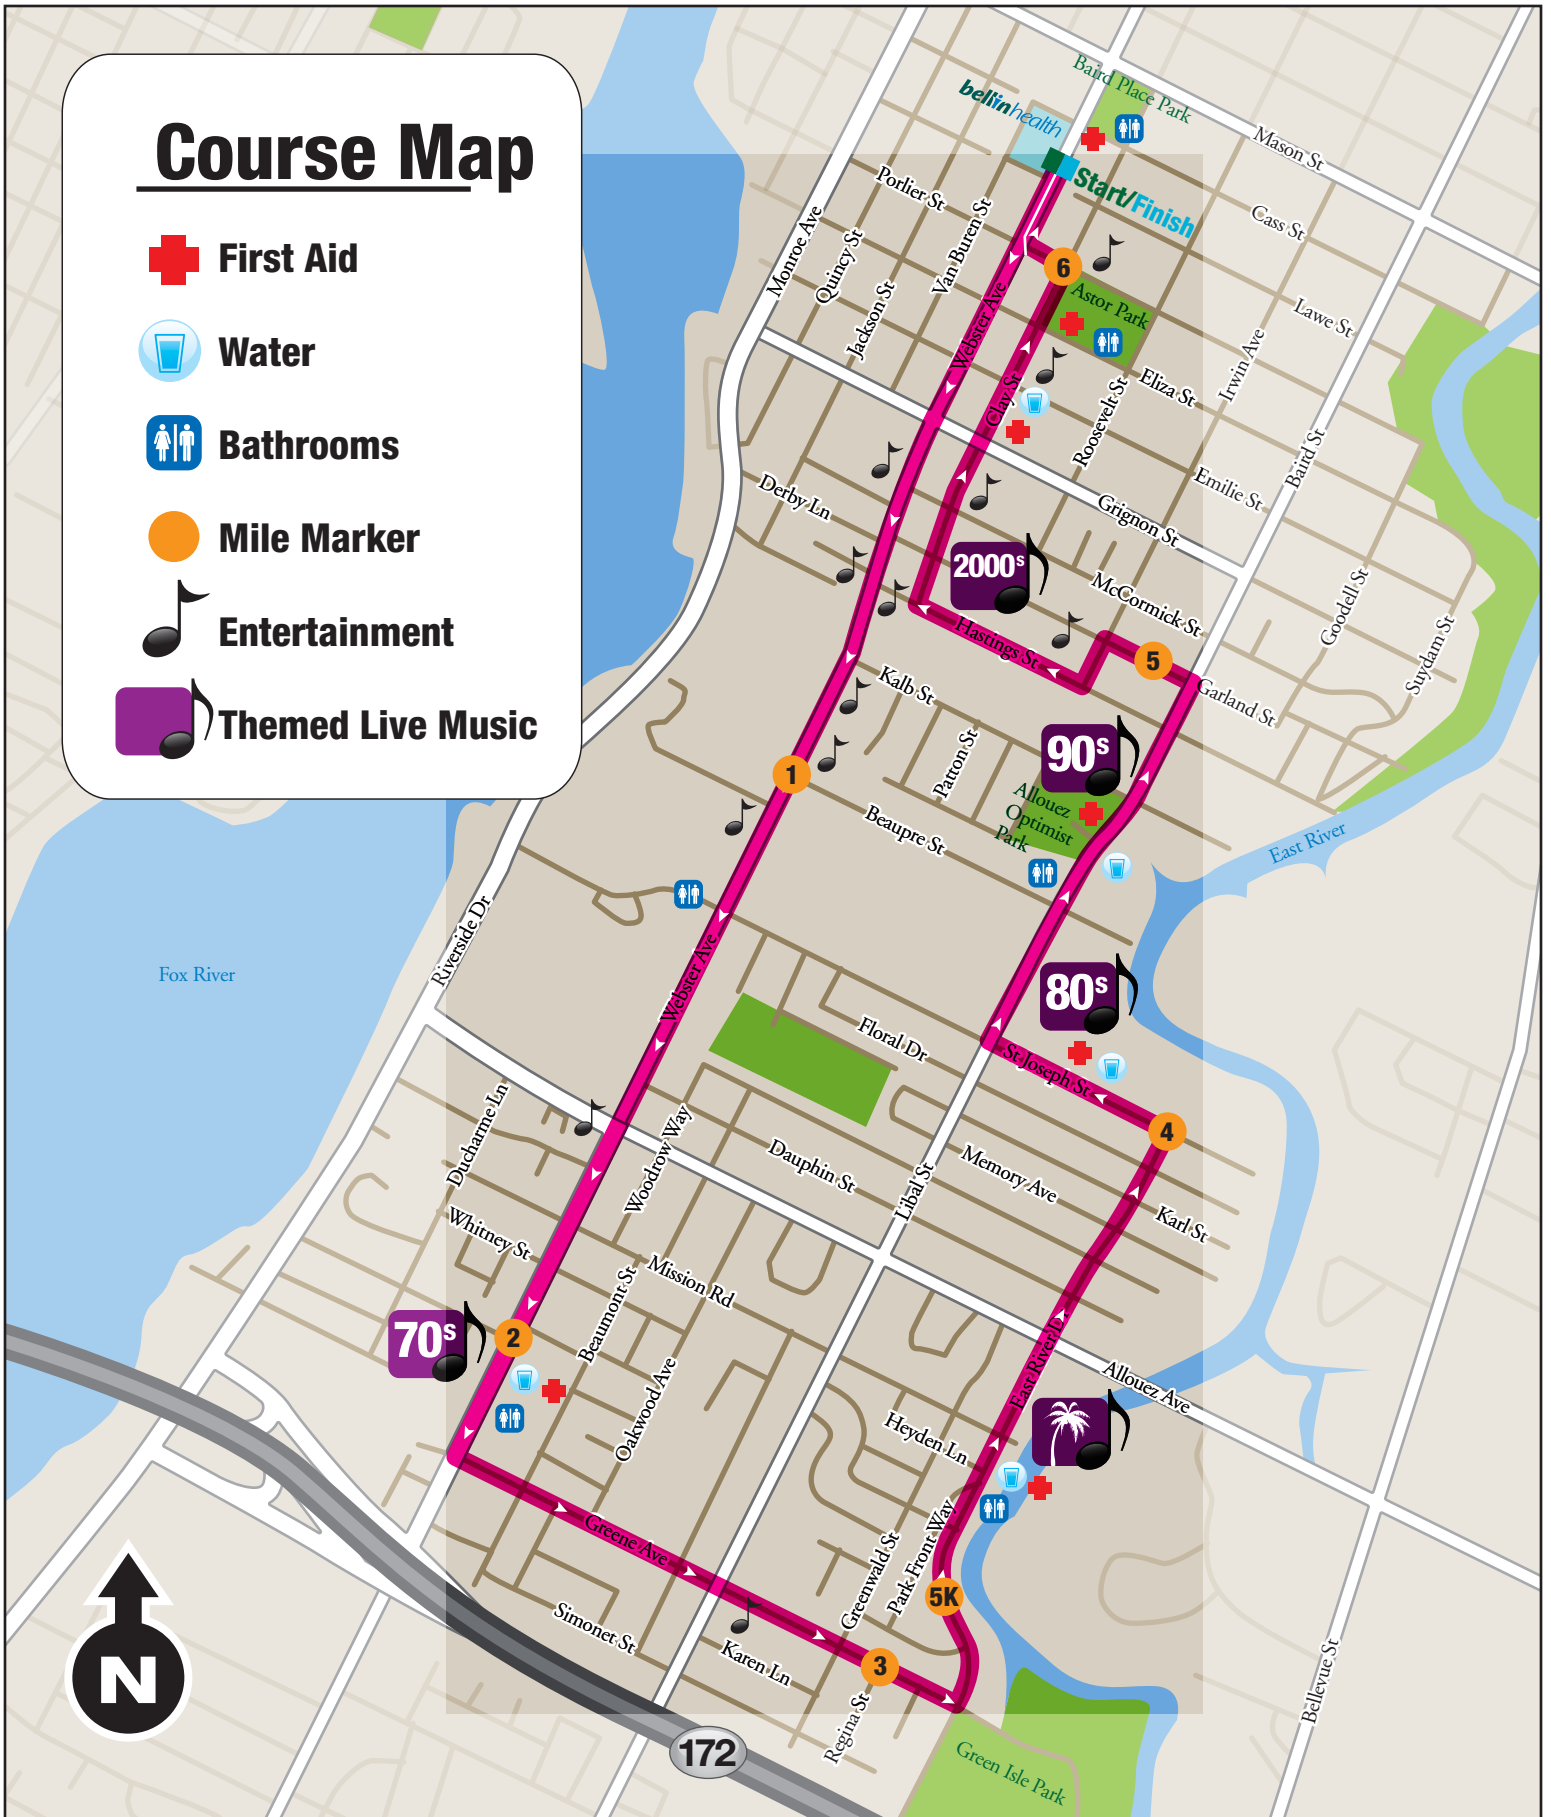 Course Map
First Aid
Water
Bathrooms
Mile Marker
Entertainment
Themed Live Music
Baird Place Park
bellinhealth
Start/Finish
Mason St
Cass St
Lawe St
Porlier St
Van Buren St
Monroe Ave
Quincy St
Jackson St
Webster Ave
6
Astor Park
Clay St
Eliza St
Irwin Ave
Roosevelt St
Baird St
Emilie St
Grignon St
Derby Ln
2000s
McCormick St
Goodell St
Suydam St
Hastings St
5
Garland St
Kalb St
Patton St
90s
1
Allouez
Optimist
Park
Beaupre St
East River
Riverside Dr
Fox River
Webster Ave
80s
Floral Dr
St Joseph St
4
Ducharme Ln
Woodrow Way
Dauphin St
Memory Ave
Libal St
Karl St
Whitney St
Mission Rd
Beaumont St
70s
2
Oakwood Ave
East River Dr
Allouez Ave
Heyden Ln
Greene Ave
Greenwald St
Park Front Way
5K
Simonet St
Karen Ln
3
Regina St
Bellevue St
Green Isle Park
172
N